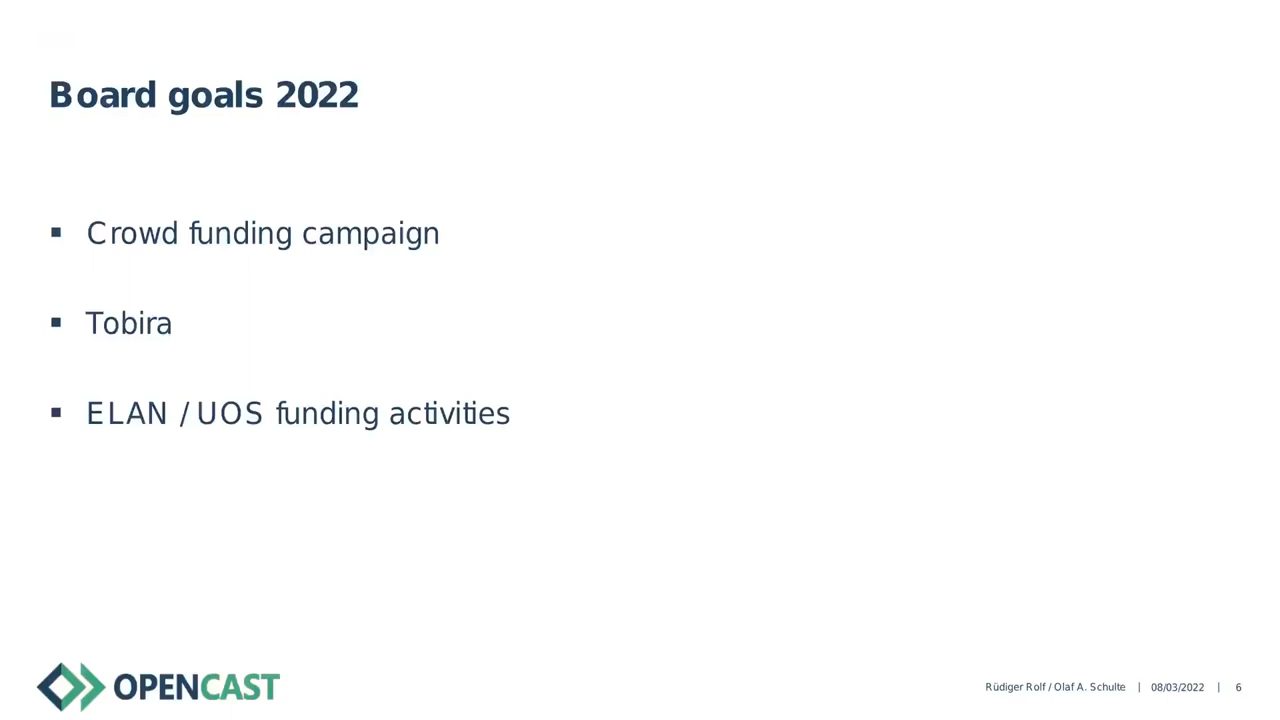 Board goals 2022
▪ Crowd funding campaign
▪ Tobira
▪ ELAN / UOS funding activities
OPENCAST
Rüdiger Rolf / Olaf A. Schulte | 08/03/2022 | 6